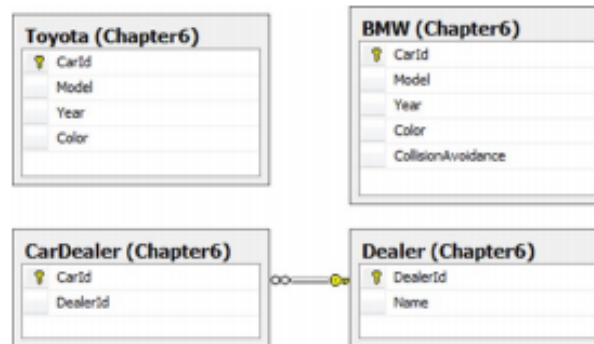 Toyota (Chapter6)
CarId
Model
Year
Color
BMW (Chapter6)
CarId
Model
Year
Color
CollisionAvoidance
CarDealer (Chapter6)
CarId
DealerId
Dealer (Chapter6)
DealerId
Name